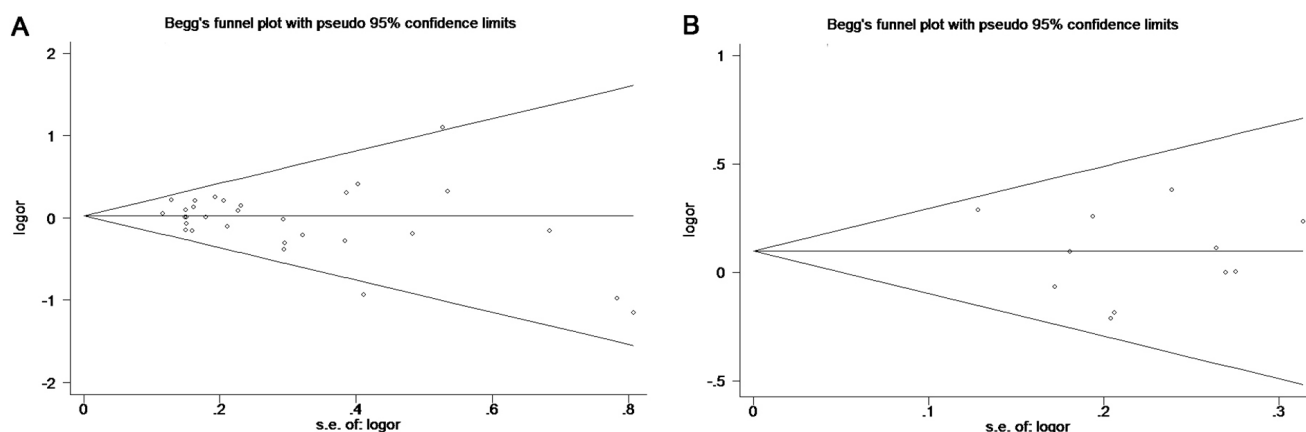 A
Begg's funnel plot with pseudo 95% confidence limits
2
1
0
-1
-2
logor
0
.2
.4
.6
.8
s.e. of: logor
B
Begg's funnel plot with pseudo 95% confidence limits
1
.5
0
-.5
logor
0
.1
.2
.3
s.e. of: logor